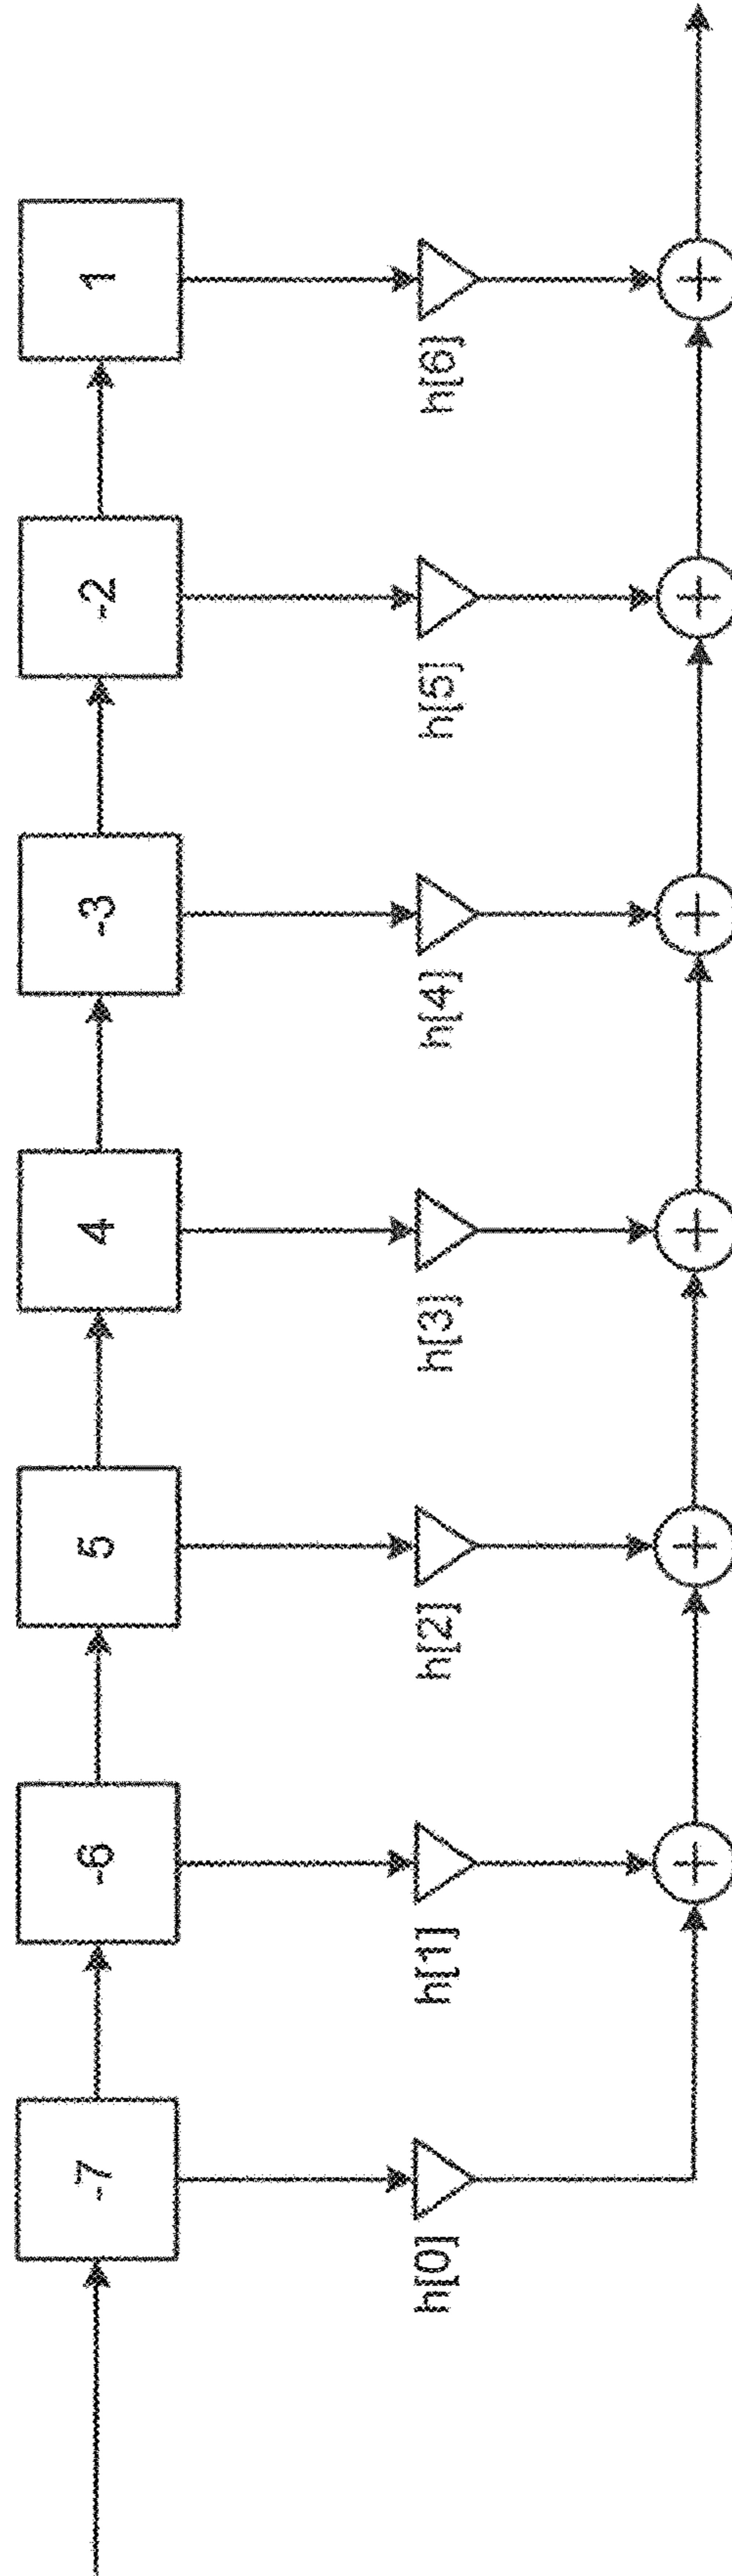 -7
-6
5
4
-3
-2
1
h[0]
h[1]
h[2]
h[3]
h[4]
h[5]
h[6]
+
+
+
+
+
+